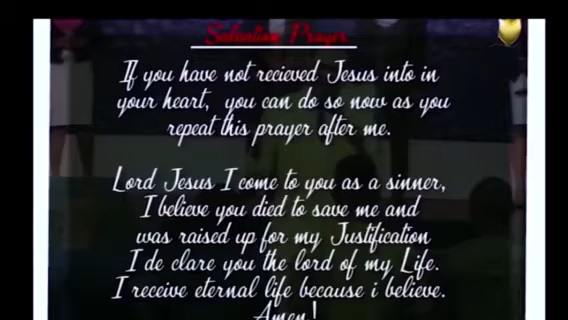 Salvation Prayer
If you have not recieved Jesus into in
your heart, you can do so now as you
repeat this prayer after me.
Lord Jesus I come to you as a sinner,
I believe you died to save me and
was raised up for my Justification
I de clare you the lord of my Life.
I receive eternal life because i believe.
Amen!